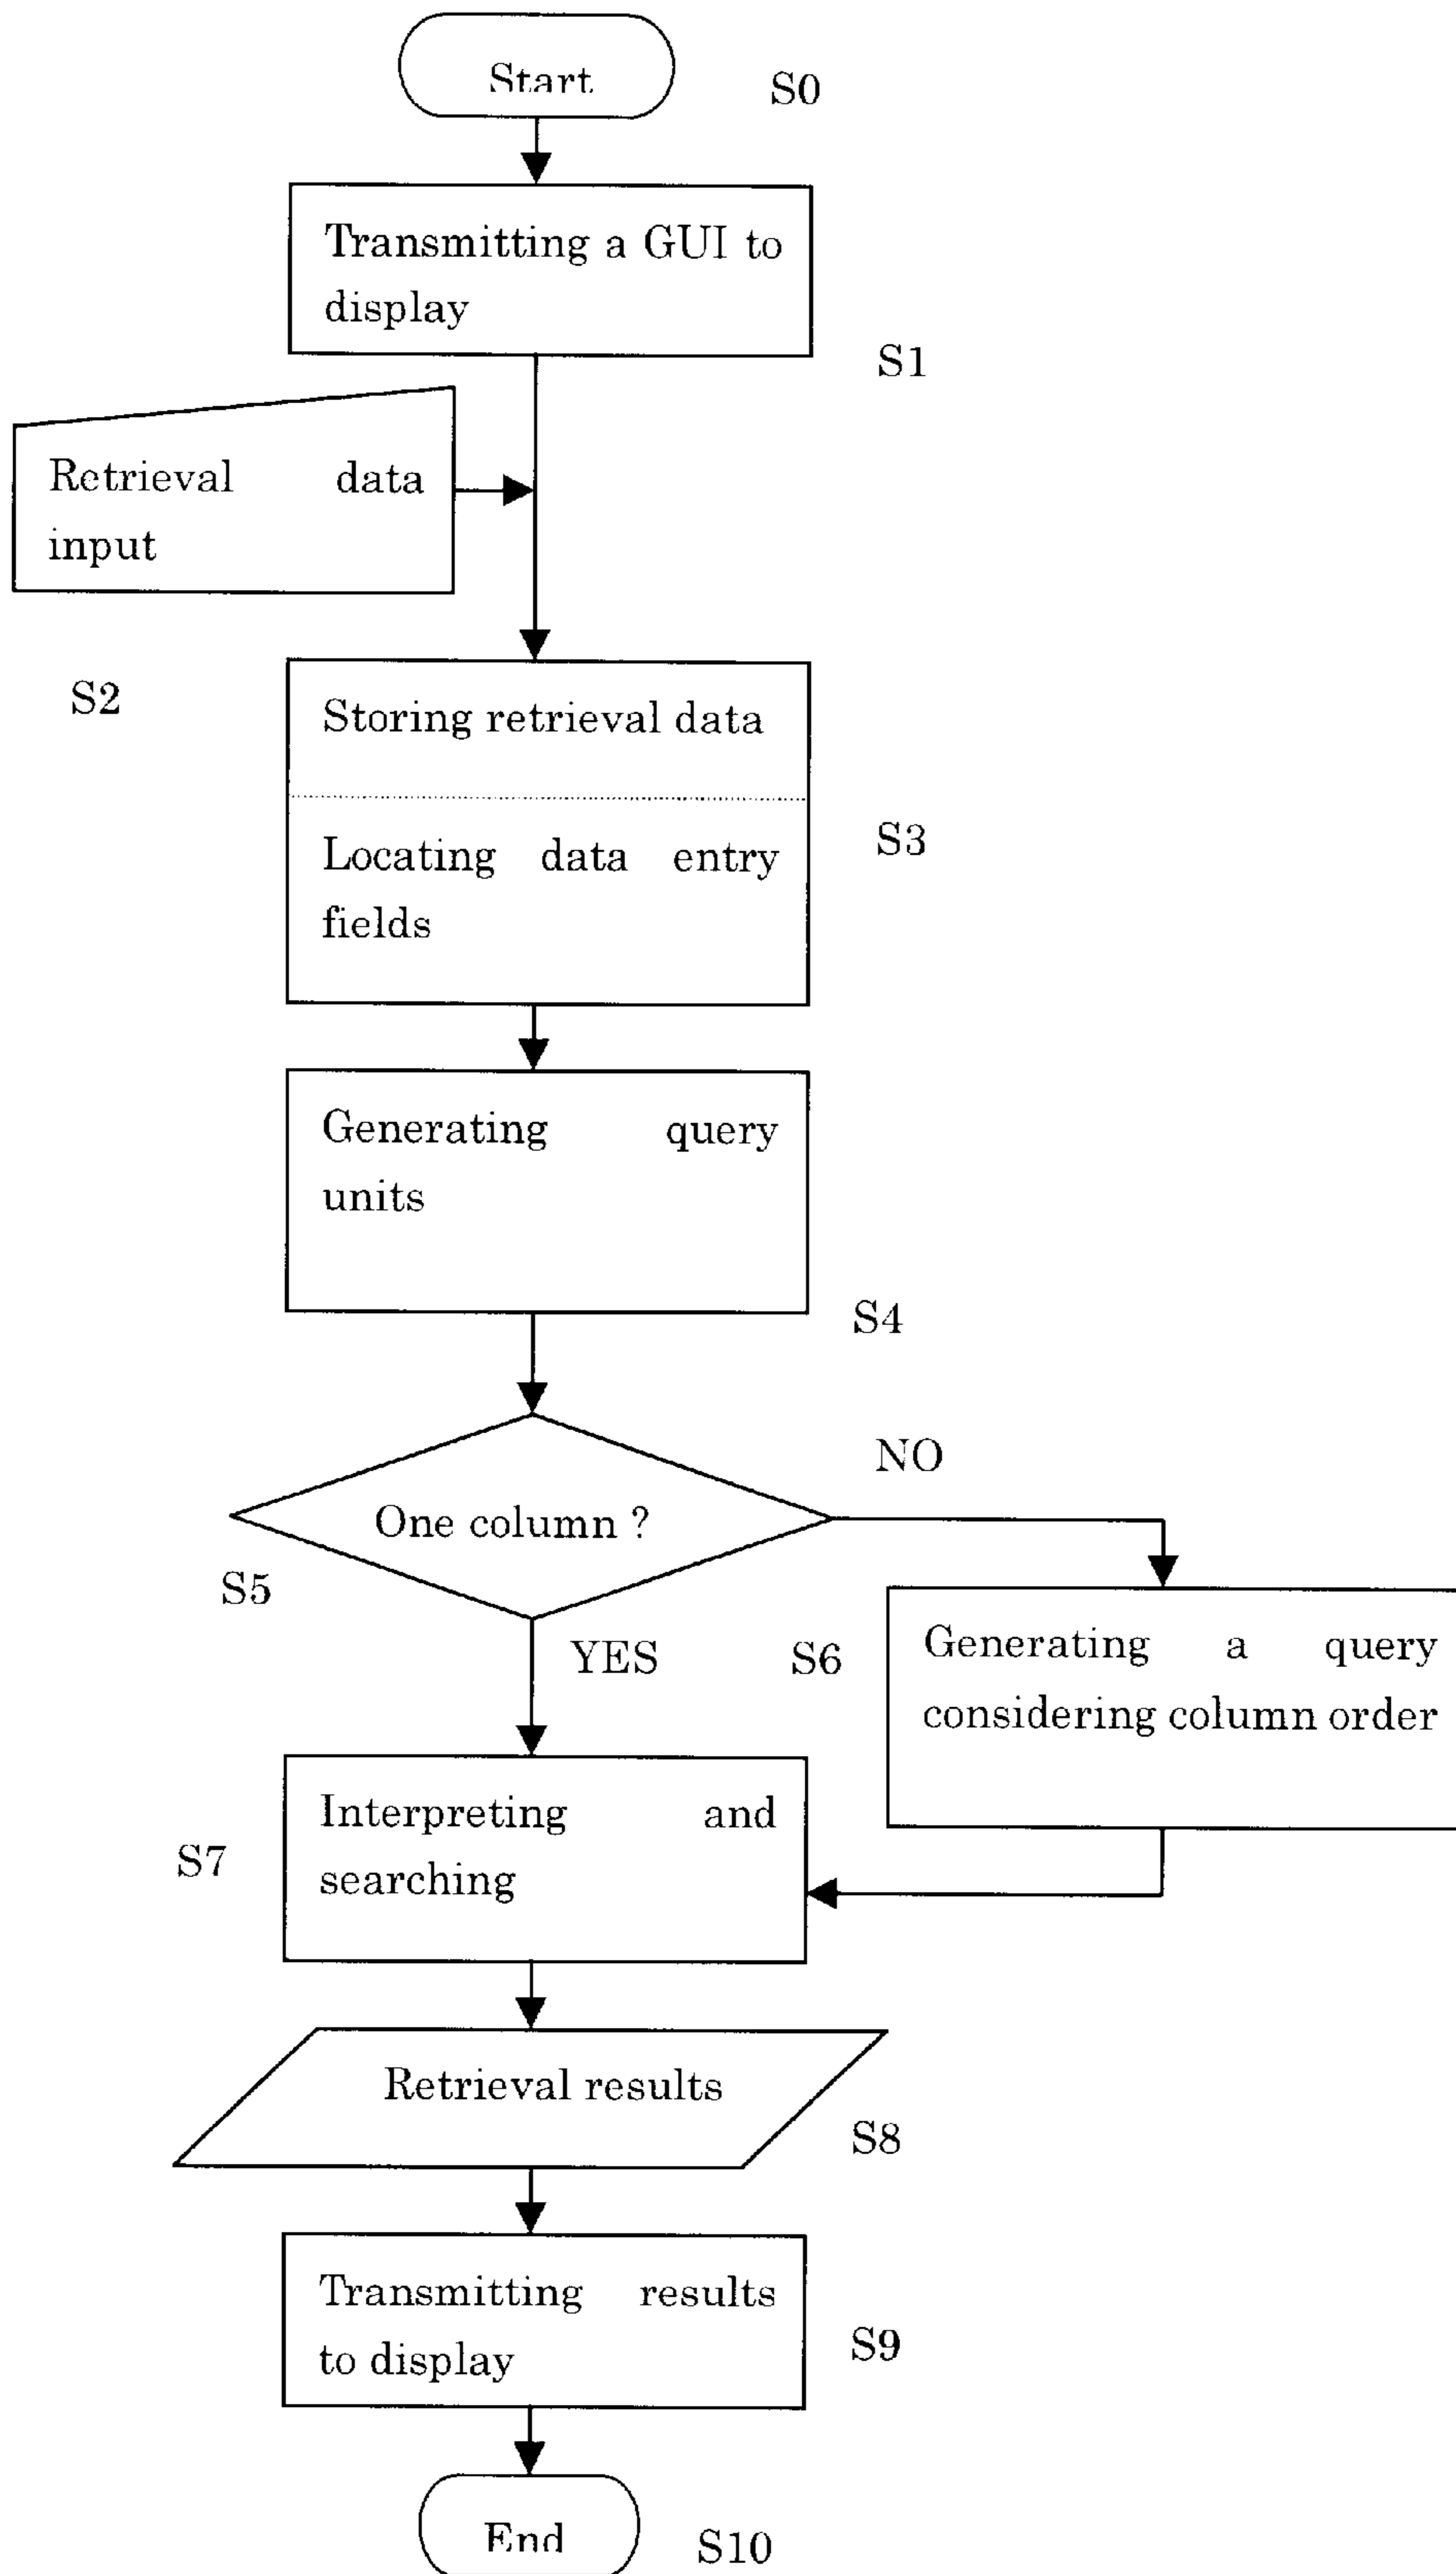 Start
S0
Transmitting a GUI to
display
S1
Retrieval data
input
S2
Storing retrieval data
Locating data entry
fields
S3
Generating query
units
S4
One column ?
S5
NO
YES
S6
Generating a query
considering column order
Interpreting and
searching
S7
Retrieval results
S8
Transmitting results
to display
S9
End
S10